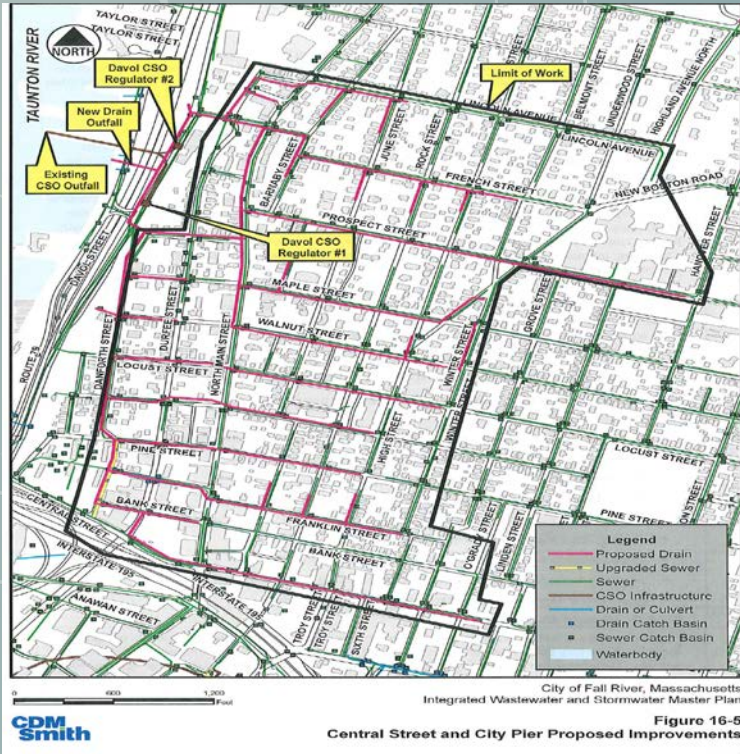 TAYLOR STREET
TAYLOR STREET
TAUNTON RIVER
NORTH
Davol CSO
Regulator #2
New Drain
Outfall
Existing
CSO Outfall
Limit of Work
Davol CSO
Regulator #1
LINCOLN AVENUE
LINCOLN AVENUE
BELMONT STREET
UNDERWOOD STREET
HIGHLAND AVENUE NORTH
JUNE STREET
ROCK STREET
BARNABY STREET
FRENCH STREET
NEW BOSTON ROAD
PROSPECT STREET
HANOVER STREET
DAVOL STREET
MAPLE STREET
GROVE STREET
WALNUT STREET
DURFEE STREET
NORTH MAIN STREET
DANFORTH STREET
ROUTE 79
LOCUST STREET
WINTER STREET
WINTER STREET
HIGH STREET
LOCUST STREET
PINE STREET
PINE STREET
BANK STREET
FRANKLIN STREET
BANK STREET
CENTRAL STREET
O'GRADY STREET
LINDEN STREET
INTERSTATE 195
INTERSTATE 195
ANAWAN STREET
TROY STREET
TROY STREET
SIXTH STREET
Legend
Proposed Drain
Upgraded Sewer
Sewer
CSO Infrastructure
Drain or Culvert
Drain Catch Basin
Sewer Catch Basin
Waterbody
0 600 1,200
Feet
City of Fall River, Massachusetts
Integrated Wastewater and Stormwater Master Plan
CDM
Smith
Figure 16-5
Central Street and City Pier Proposed Improvements